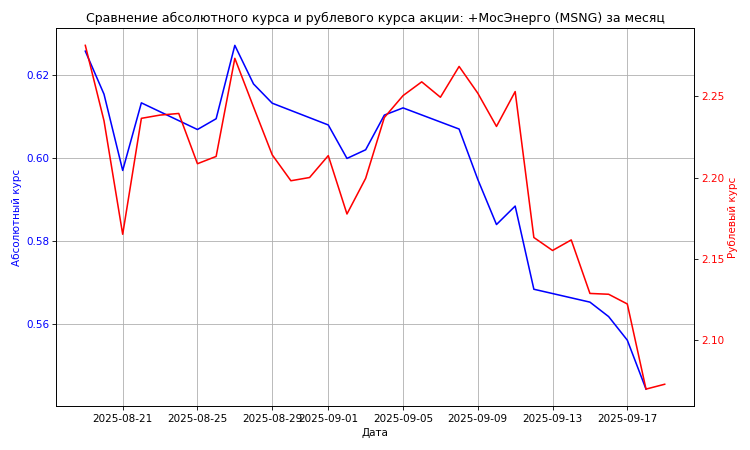 Сравнение абсолютного курса и рублевого курса акции: +МосЭнерго (MSNG) за месяц
0.62
0.60
0.58
0.56
Абсолютный курс
2.25
2.20
2.15
2.10
Рублевый курс
2025-08-21 2025-08-25 2025-08-29 2025-09-01 2025-09-05 2025-09-09 2025-09-13 2025-09-17
Дата